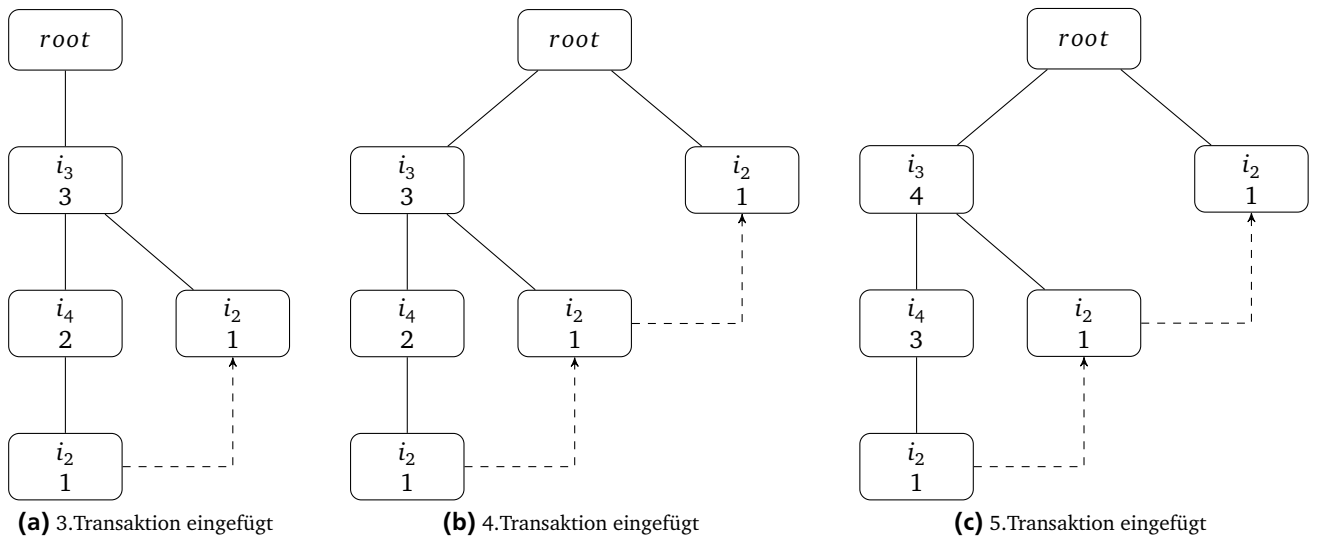 root
i₃
3
i₄
2
i₂
1
i₂
1
(a) 3.Transaktion eingefügt
root
i₃
3
i₂
1
i₄
2
i₂
1
i₂
1
(b) 4.Transaktion eingefügt
root
i₃
4
i₂
1
i₄
3
i₂
1
i₂
1
(c) 5.Transaktion eingefügt